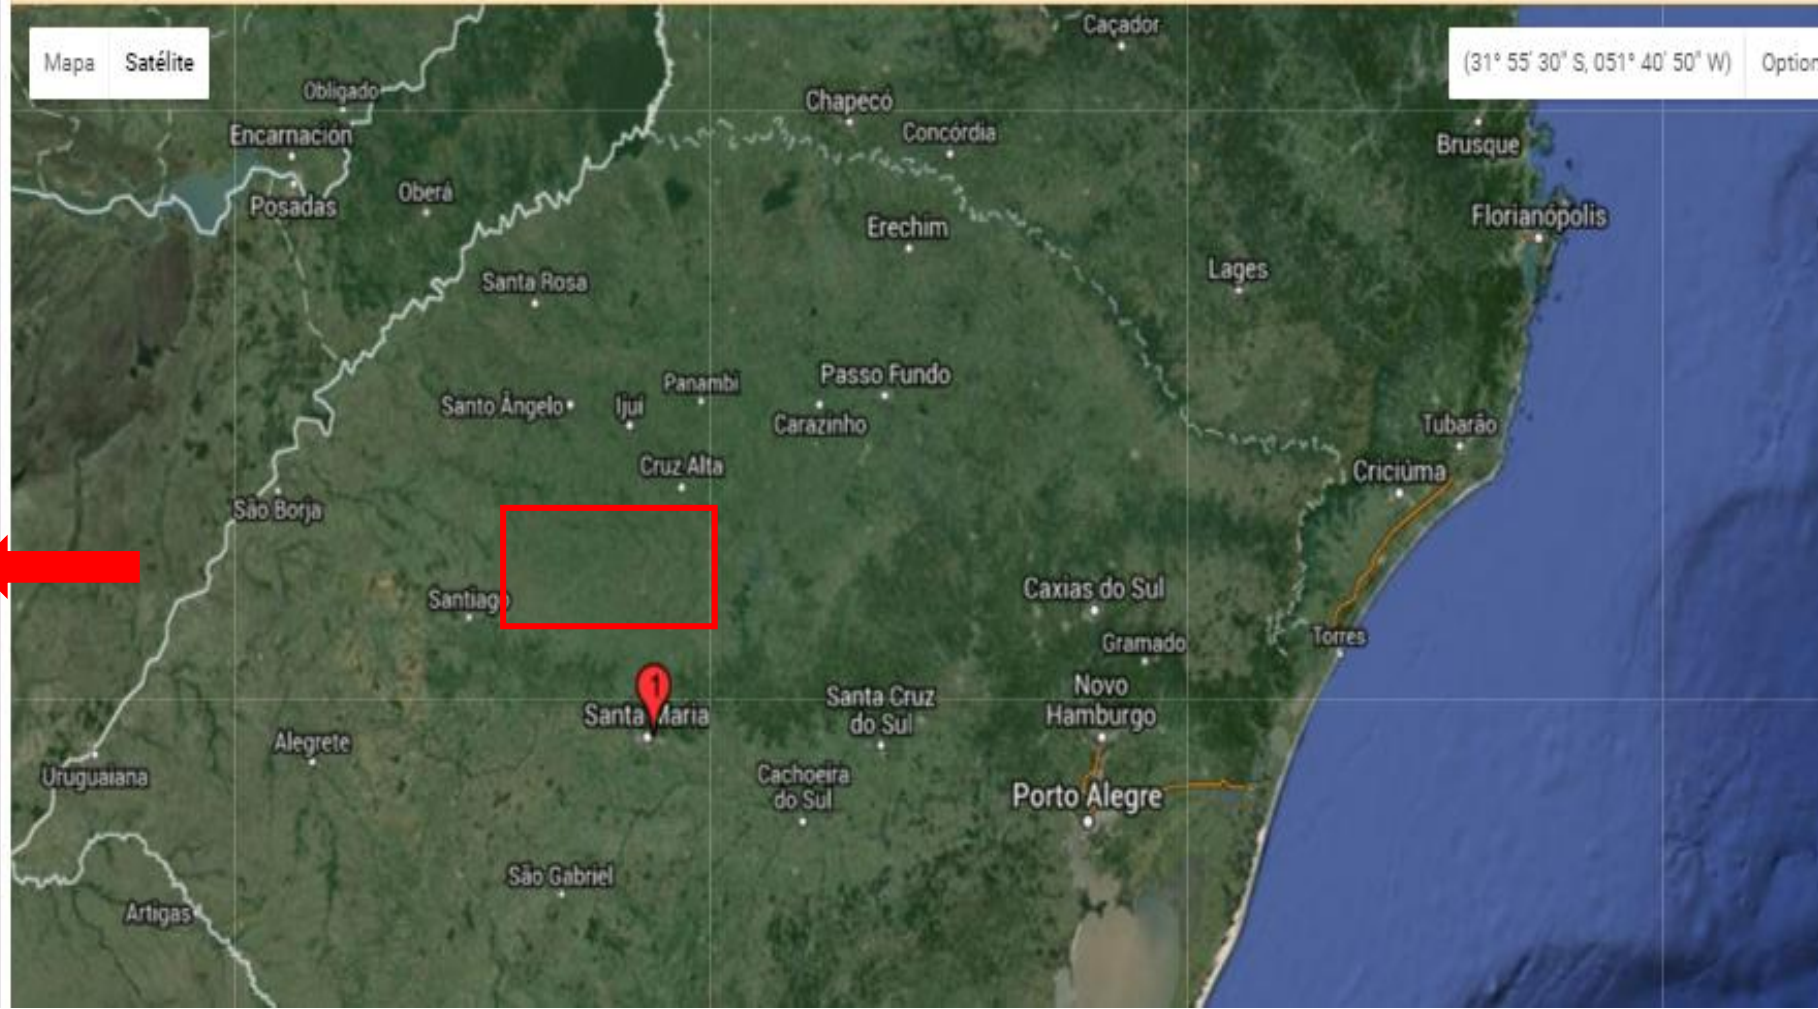 Mapa Satélite
(31° 55' 30" S, 051° 40' 50" W) Option
Caçador
Obligado
Chapecó
Encarnación
Concórdia
Brusque
Oberá
Posadas
Florianópolis
Erechim
Lages
Santa Rosa
Panambi
Passo Fundo
Santo Ângelo
Ijuí
Carazinho
Tubarão
Cruz Alta
Criciúma
São Borja
Caxias do Sul
Santiago
Torres
Gramado
1
Santa Maria
Santa Cruz
do Sul
Novo
Hamburgo
Alegrete
Uruguaiana
Cachoeira
do Sul
Porto Alegre
São Gabriel
Artigas